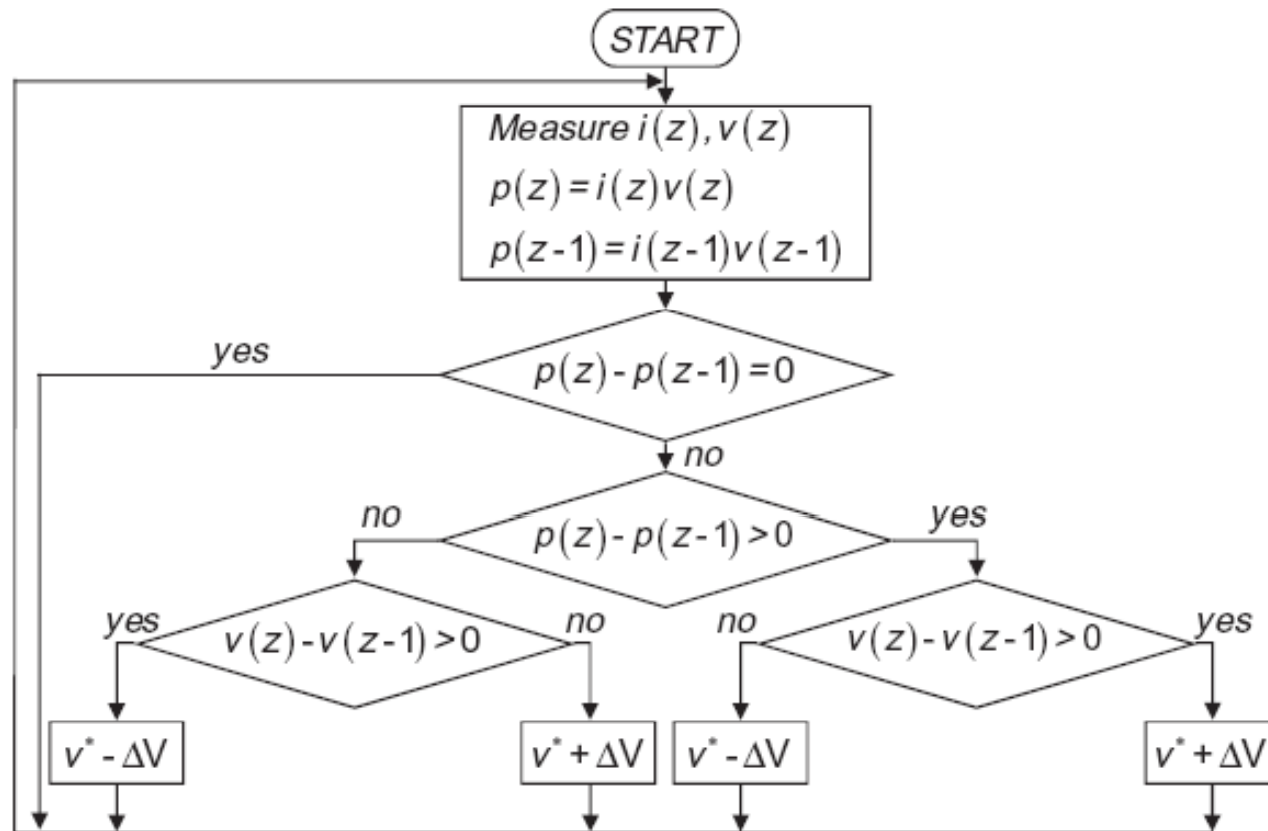 START
Measure i(z), v(z)
p(z) = i(z)v(z)
p(z-1) = i(z-1)v(z-1)
yes
p(z) - p(z-1) = 0
no
no
p(z) - p(z-1) > 0
yes
yes
v(z) - v(z-1) > 0
no
no
v(z) - v(z-1) > 0
yes
v* - ΔV
v* + ΔV
v* - ΔV
v* + ΔV